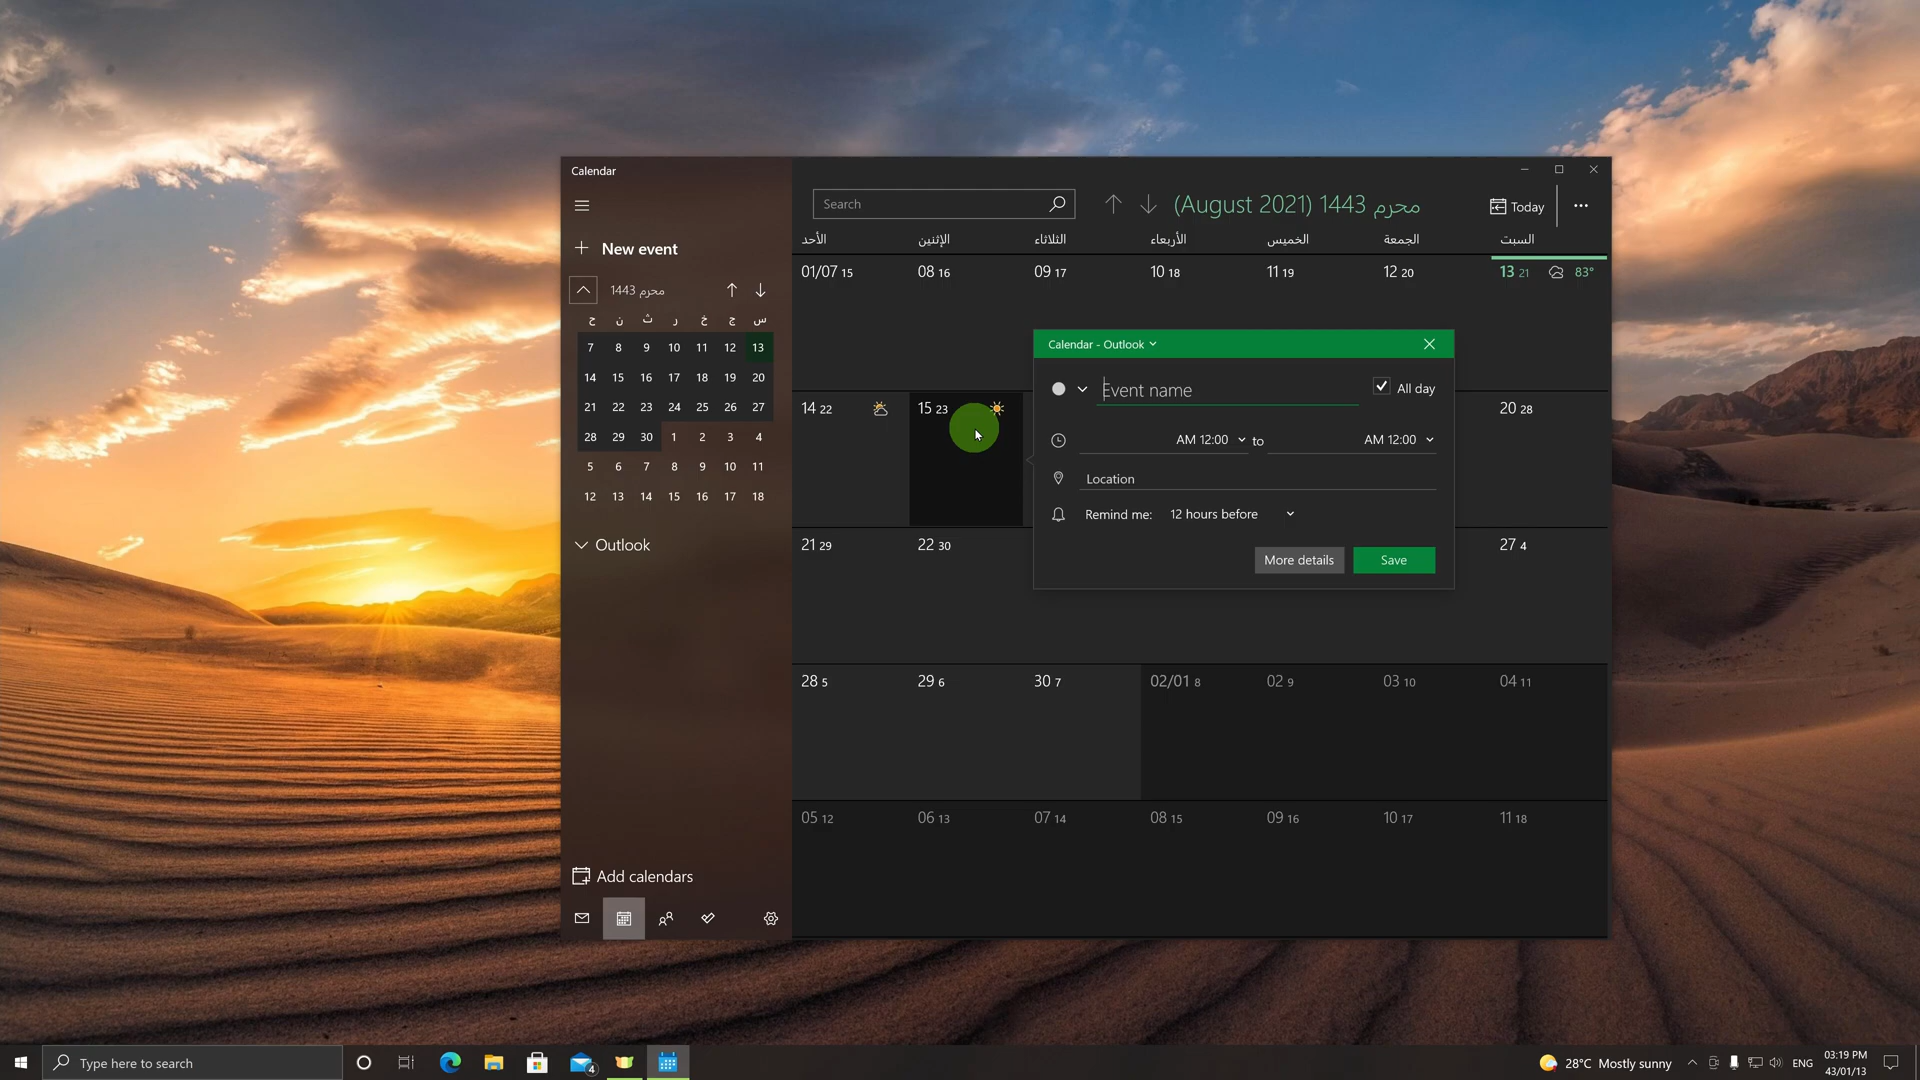 Calendar
Search
محرم 1443 (August 2021)
Today
New event
الأحد
الإثنين
الثلاثاء
الأربعاء
الخميس
الجمعة
السبت
محرم 1443
ح ن ث ر خ ج س
7 8 9 10 11 12 13
14 15 16 17 18 19 20
21 22 23 24 25 26 27
28 29 30 1 2 3 4
5 6 7 8 9 10 11
12 13 14 15 16 17 18
Outlook
Add calendars
01/07 15 08 16 09 17 10 18 11 19 12 20 13 21 83°
14 22 15 23 20 28
21 29 22 30 27 4
28 5 29 6 30 7 02/01 8 02 9 03 10 04 11
05 12 06 13 07 14 08 15 09 16 10 17 11 18
Calendar - Outlook
Event name
All day
AM 12:00 to AM 12:00
Location
Remind me: 12 hours before
More details
Save
Type here to search
4
28°C Mostly sunny
ENG
03:19 PM
43/01/13